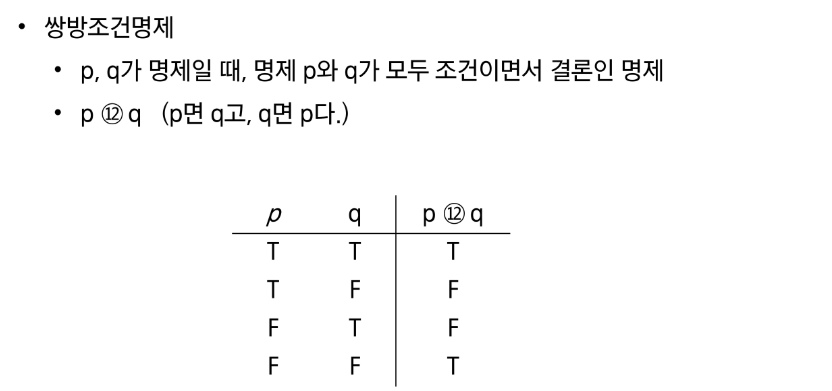 • 쌍방조건명제
• p, q가 명제일 때, 명제 p와 q가 모두 조건이면서 결론인 명제
• p ⑫ q (p면 q고, q면 p다.)
p q p ⑫ q
T T T
T F F
F T F
F F T